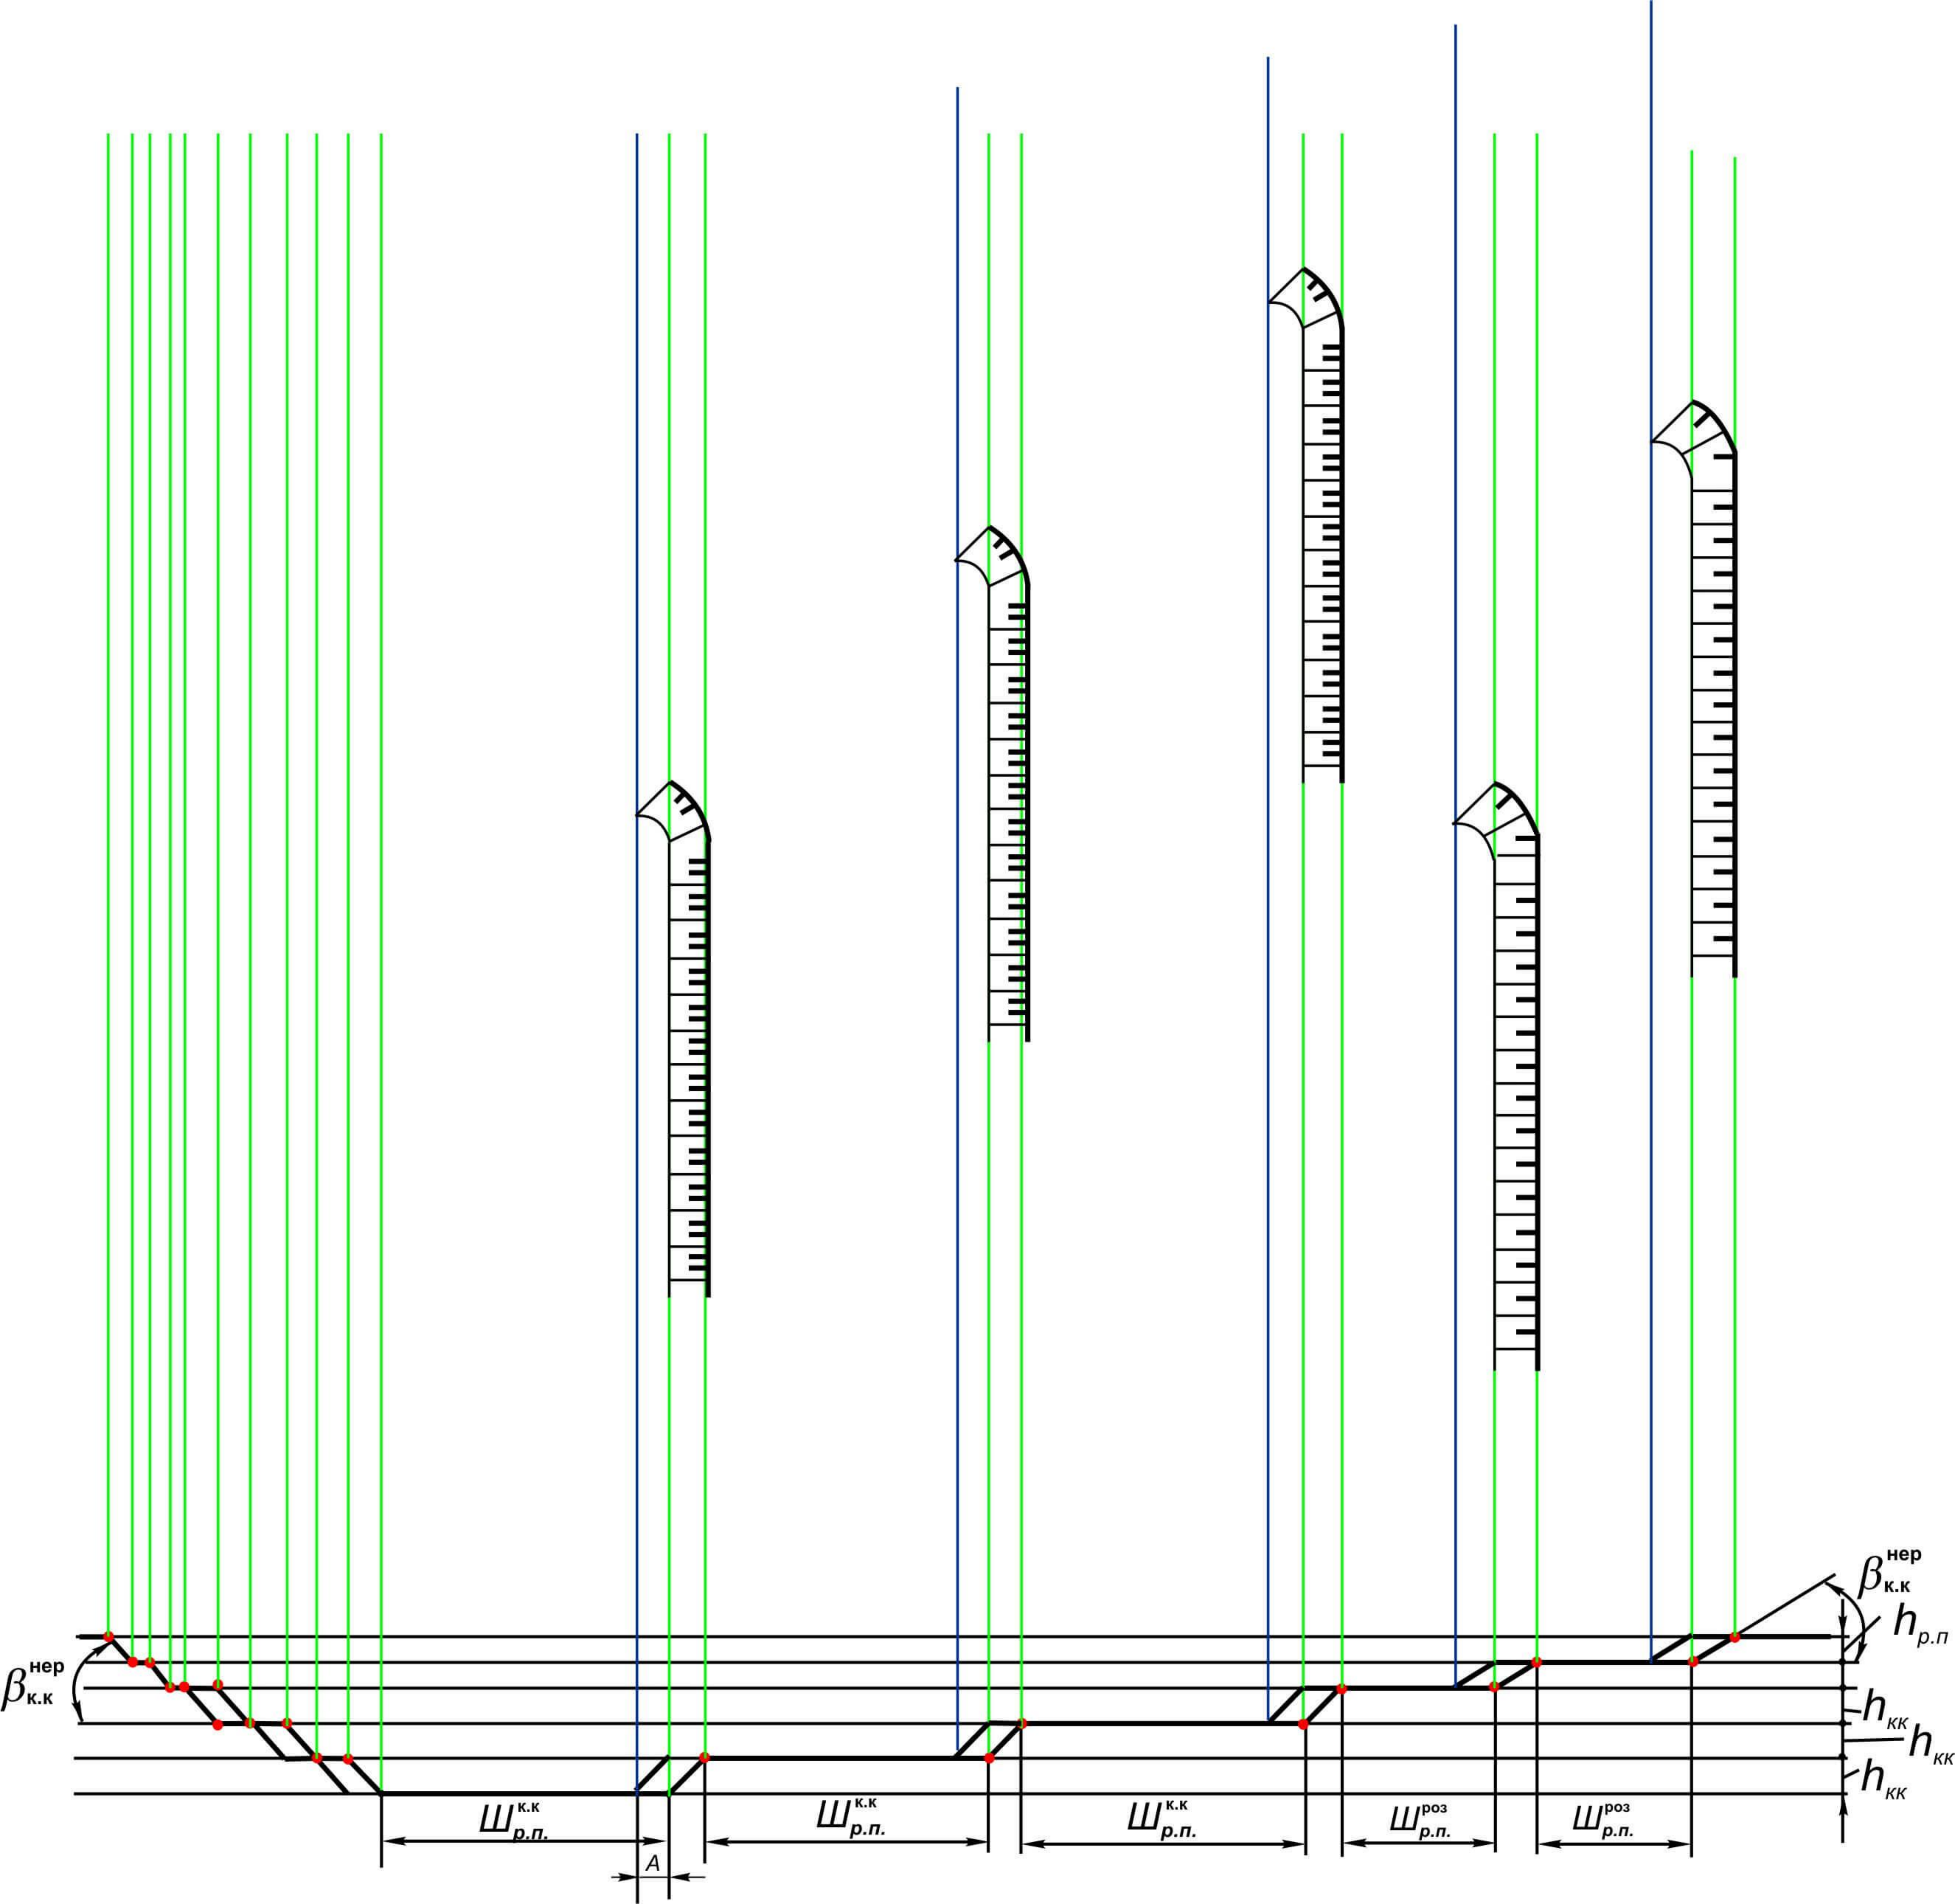 β нер к.к
h р.п
β нер к.к
h кк
h кк
h кк
Ш к.к р.п.
Ш к.к р.п.
Ш к.к р.п.
Ш роз р.п.
Ш роз р.п.
A